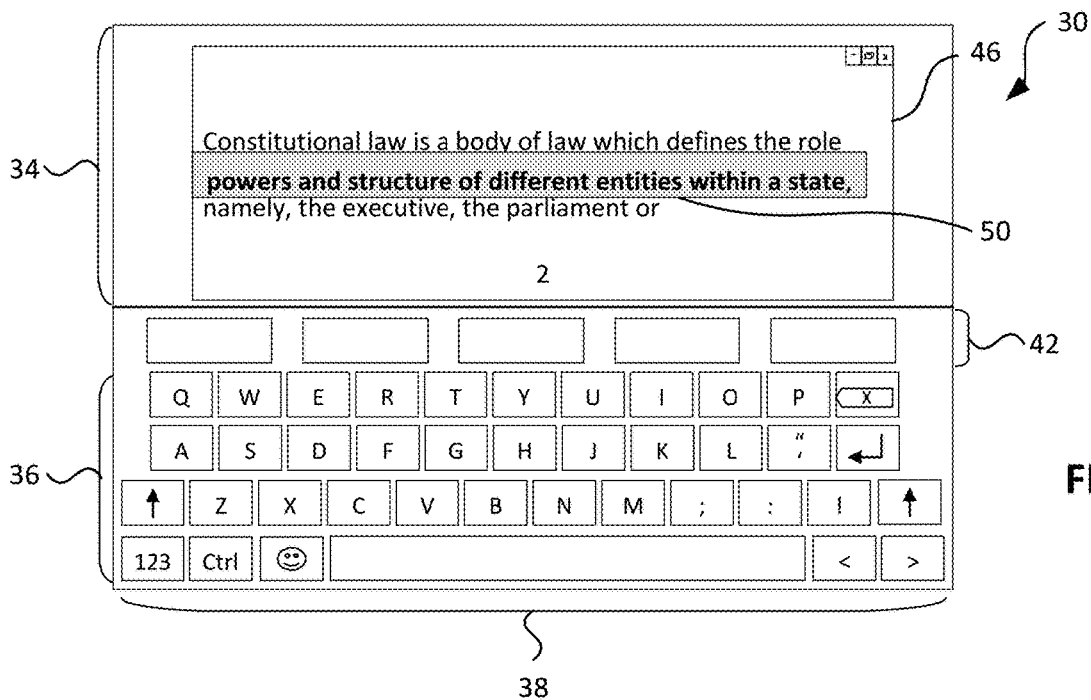 30
46
Constitutional law is a body of law which defines the role
34
powers and structure of different entities within a state,
namely, the executive, the parliament or
50
2
42
Q W E R T Y U I O P X
A S D F G H J K L " ,
36
Z X C V B N M ; : !
123 Ctrl < >
38